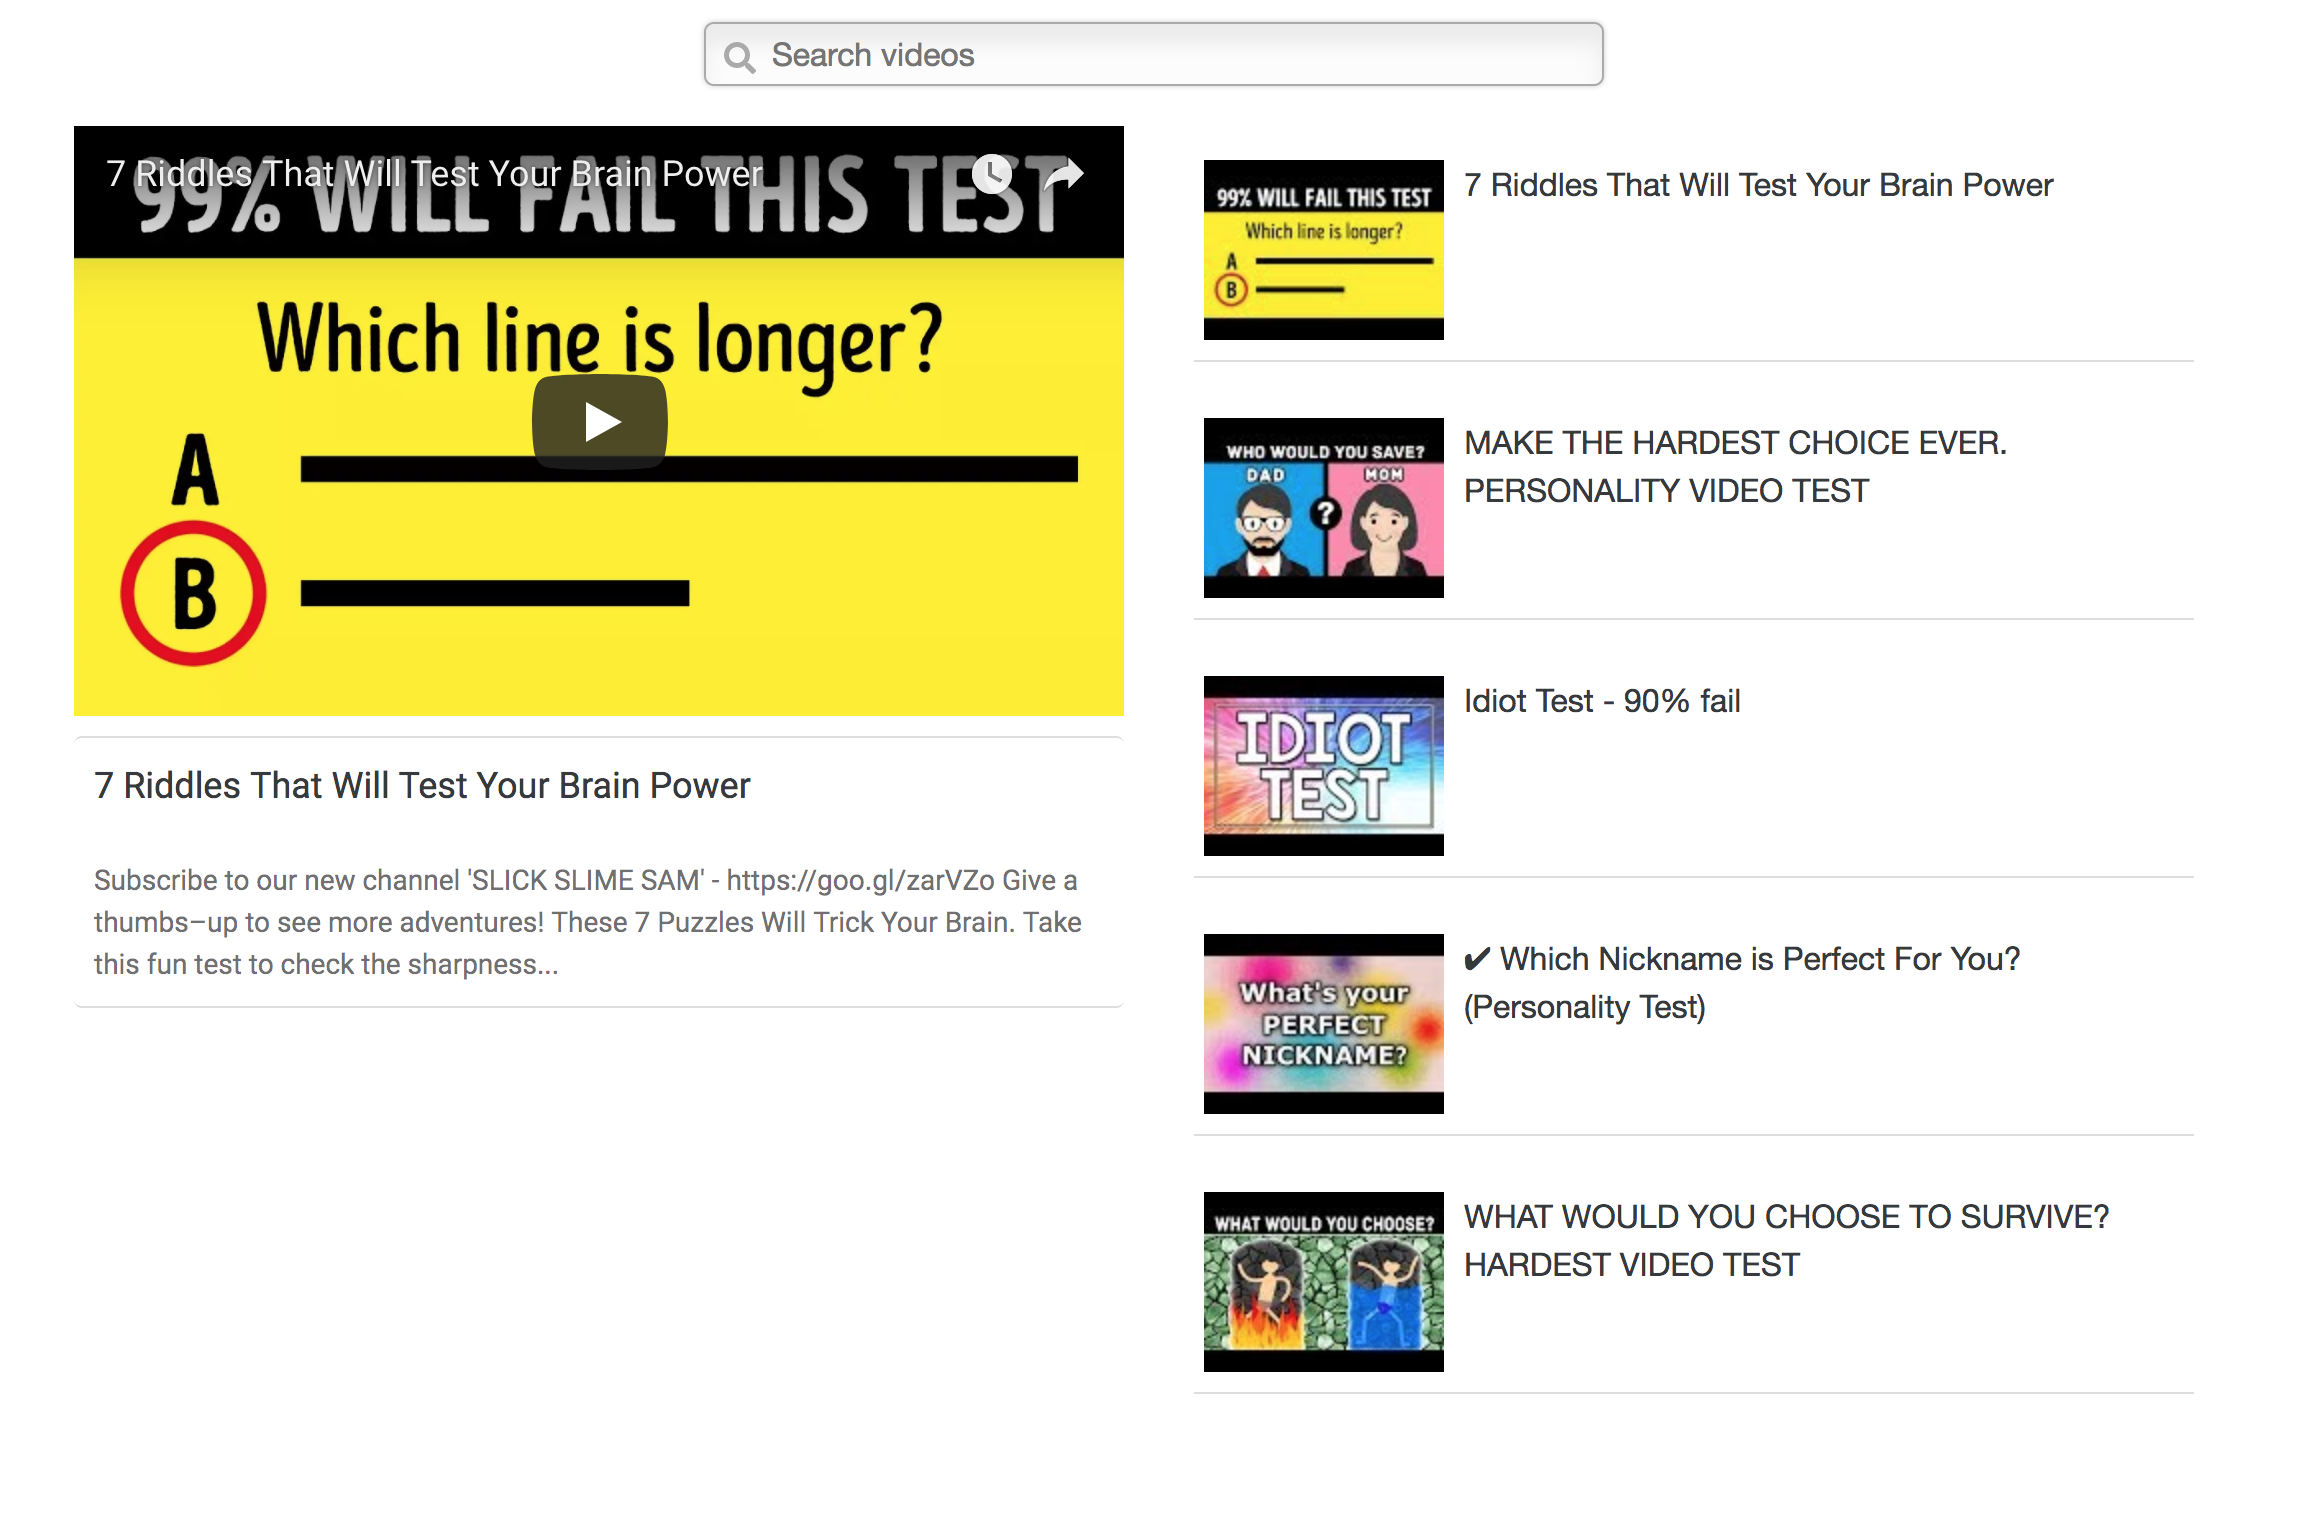 Search videos
7 Riddles That Will Test Your Brain Power
99% WILL FAIL THIS TEST
Which line is longer?
A
B
7 Riddles That Will Test Your Brain Power
Subscribe to our new channel 'SLICK SLIME SAM' - https://goo.gl/zarVZo Give a
thumbs–up to see more adventures! These 7 Puzzles Will Trick Your Brain. Take
this fun test to check the sharpness...
99% WILL FAIL THIS TEST
Which line is longer?
A
B
7 Riddles That Will Test Your Brain Power
WHO WOULD YOU SAVE?
DAD MOM
?
MAKE THE HARDEST CHOICE EVER.
PERSONALITY VIDEO TEST
IDIOT
TEST
Idiot Test - 90% fail
What's your
PERFECT
NICKNAME?
✔ Which Nickname is Perfect For You?
(Personality Test)
WHAT WOULD YOU CHOOSE?
WHAT WOULD YOU CHOOSE TO SURVIVE?
HARDEST VIDEO TEST